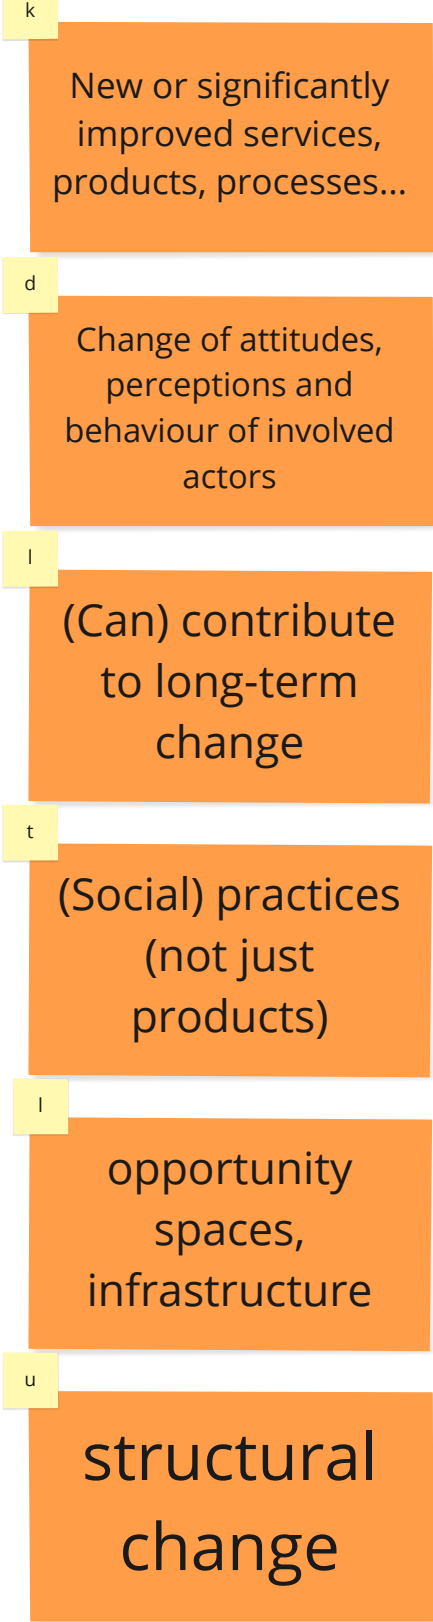 k
New or significantly
improved services,
products, processes...
d
Change of attitudes,
perceptions and
behaviour of involved
actors
l
(Can) contribute
to long-term
change
t
(Social) practices
(not just
products)
l
opportunity
spaces,
infrastructure
u
structural
change